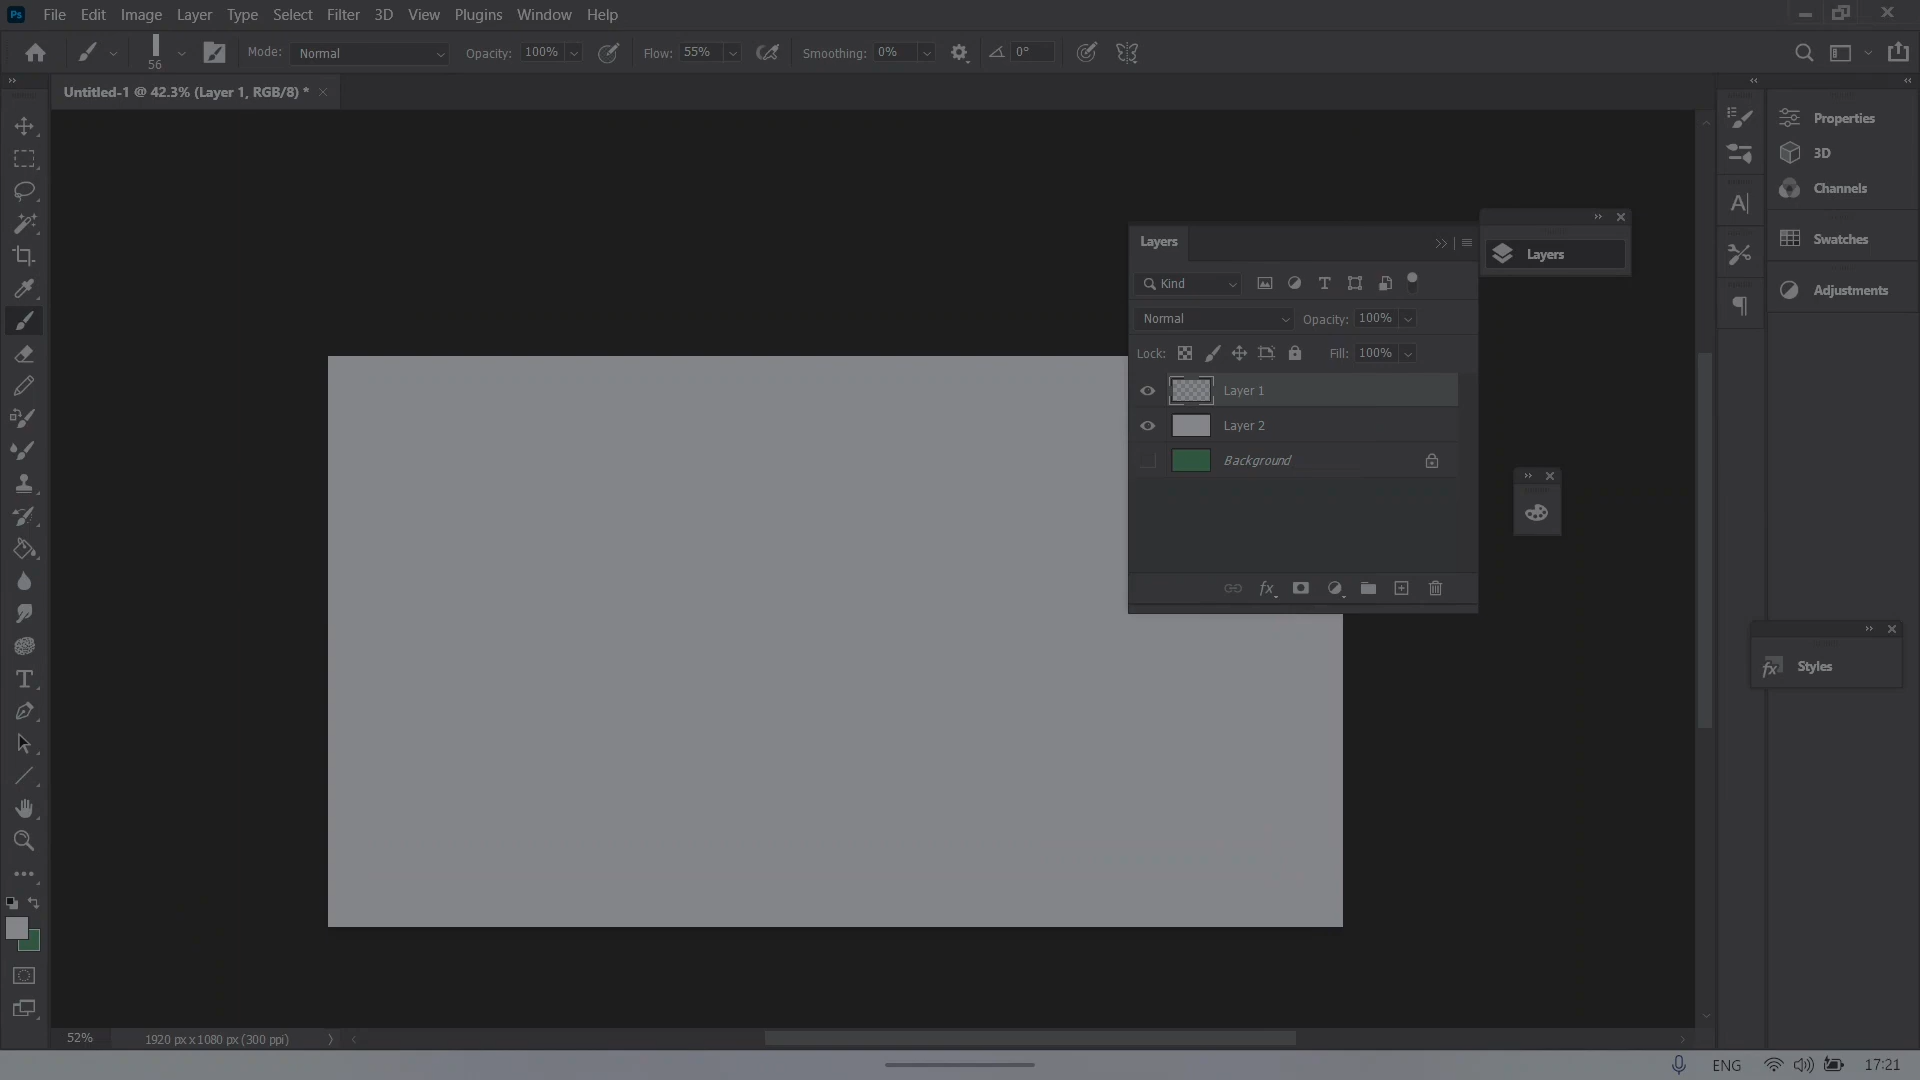 Ps File Edit Image Layer Type Select Filter 3D View Plugins Window Help
56 Mode: Normal Opacity: 100% Flow: 55% Smoothing: 0% 0°
Untitled-1 @ 42.3% (Layer 1, RGB/8) *
Properties
3D
Channels
Swatches
Adjustments
Layers
Layers
Kind
Normal Opacity: 100%
Lock: Fill: 100%
Layer 1
Layer 2
Background
fx
fx Styles
52% 1920 px x 1080 px (300 ppi)
ENG 17:21